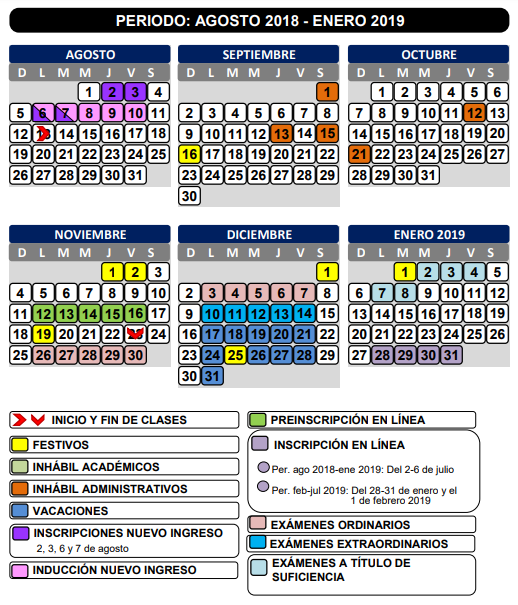 PERIODO: AGOSTO 2018 - ENERO 2019
AGOSTO
D L M M J V S
1 2 3 4
5 6 7 8 9 10 11
12 14 15 16 17 18
19 20 21 22 23 24 25
26 27 28 29 30 31
SEPTIEMBRE
D L M M J V S
1
2 3 4 5 6 7 8
9 10 11 12 13 14 15
16 17 18 19 20 21 22
23 24 25 26 27 28 29
30
OCTUBRE
D L M M J V S
1 2 3 4 5 6
7 8 9 10 11 12 13
14 15 16 17 18 19 20
21 22 23 24 25 26 27
28 29 30 31
NOVIEMBRE
D L M M J V S
1 2 3
4 5 6 7 8 9 10
11 12 13 14 15 16 17
18 19 20 21 22 24
25 26 27 28 29 30
DICIEMBRE
D L M M J V S
1
2 3 4 5 6 7 8
9 10 11 12 13 14 15
16 17 18 19 20 21 22
23 24 25 26 27 28 29
30 31
ENERO 2019
D L M M J V S
1 2 3 4 5
6 7 8 9 10 11 12
13 14 15 16 17 18 19
20 21 22 23 24 25 26
27 28 29 30 31
INICIO Y FIN DE CLASES
FESTIVOS
INHÁBIL ACADÉMICOS
INHÁBIL ADMINISTRATIVOS
VACACIONES
INSCRIPCIONES NUEVO INGRESO
2, 3, 6 y 7 de agosto
INDUCCIÓN NUEVO INGRESO
PREINSCRIPCIÓN EN LÍNEA
INSCRIPCIÓN EN LÍNEA
Per. ago 2018-ene 2019: Del 2-6 de julio
Per. feb-jul 2019: Del 28-31 de enero y el
1 de febrero 2019
EXÁMENES ORDINARIOS
EXÁMENES EXTRAORDINARIOS
EXÁMENES A TÍTULO DE
SUFICIENCIA